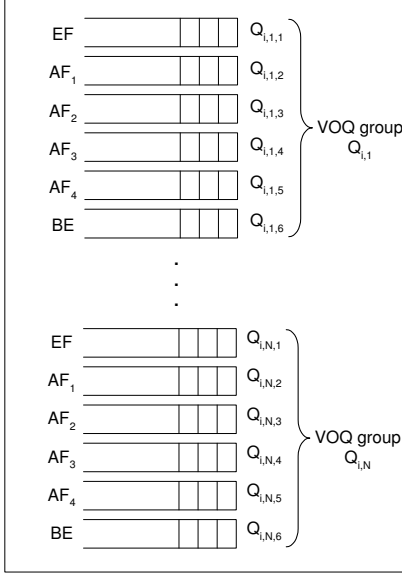 EF Q_{i,1,1}
AF_1 Q_{i,1,2}
AF_2 Q_{i,1,3}
AF_3 Q_{i,1,4}
AF_4 Q_{i,1,5}
BE Q_{i,1,6}
VOQ group
Q_{i,1}
EF Q_{i,N,1}
AF_1 Q_{i,N,2}
AF_2 Q_{i,N,3}
AF_3 Q_{i,N,4}
AF_4 Q_{i,N,5}
BE Q_{i,N,6}
VOQ group
Q_{i,N}